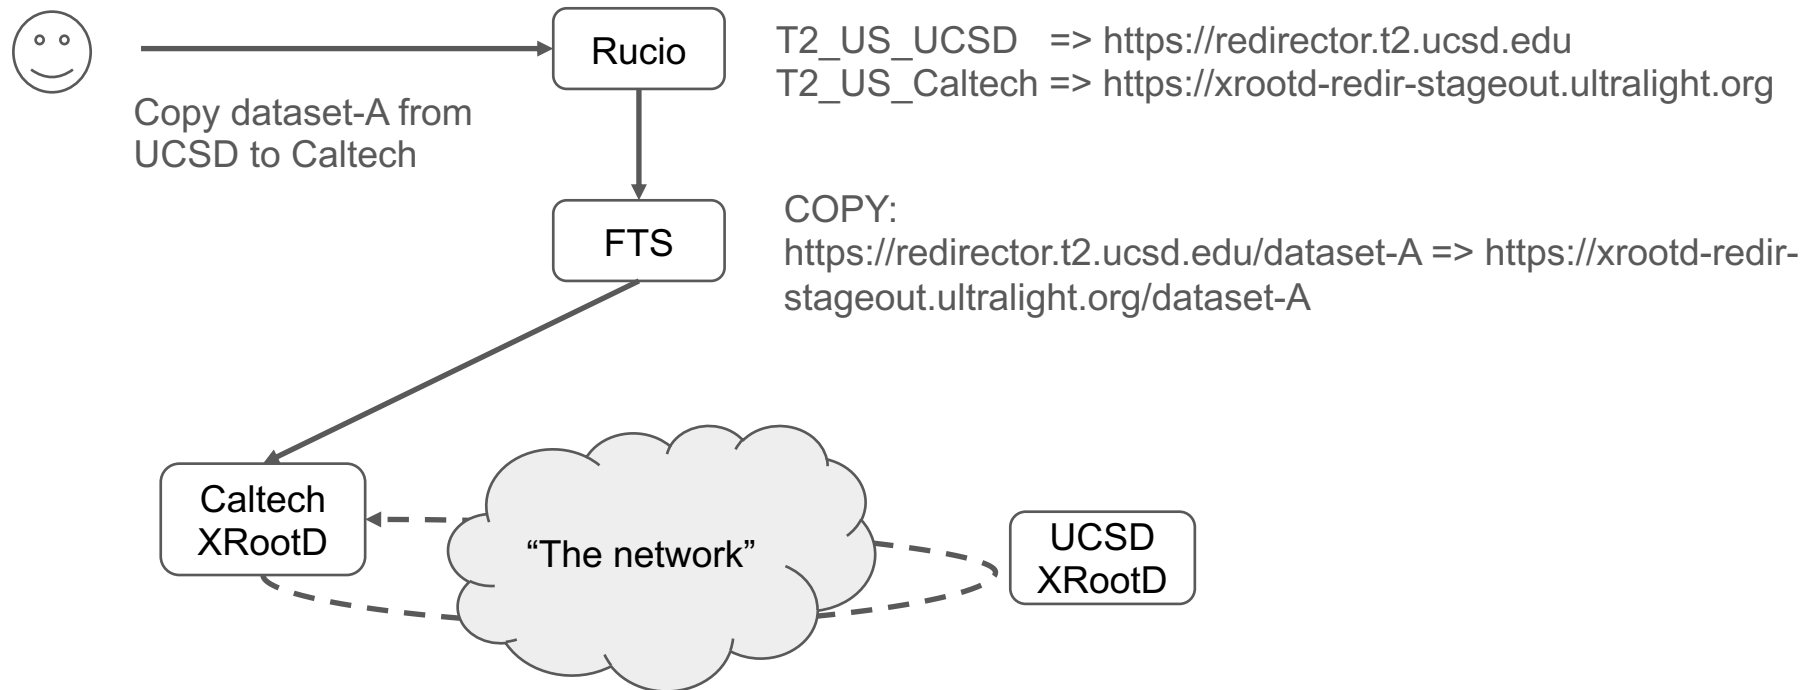 Rucio
T2_US_UCSD => https://redirector.t2.ucsd.edu
T2_US_Caltech => https://xrootd-redir-stageout.ultralight.org
Copy dataset-A from
UCSD to Caltech
FTS
COPY:
https://redirector.t2.ucsd.edu/dataset-A => https://xrootd-redir-
stageout.ultralight.org/dataset-A
Caltech
XRootD
“The network”
UCSD
XRootD